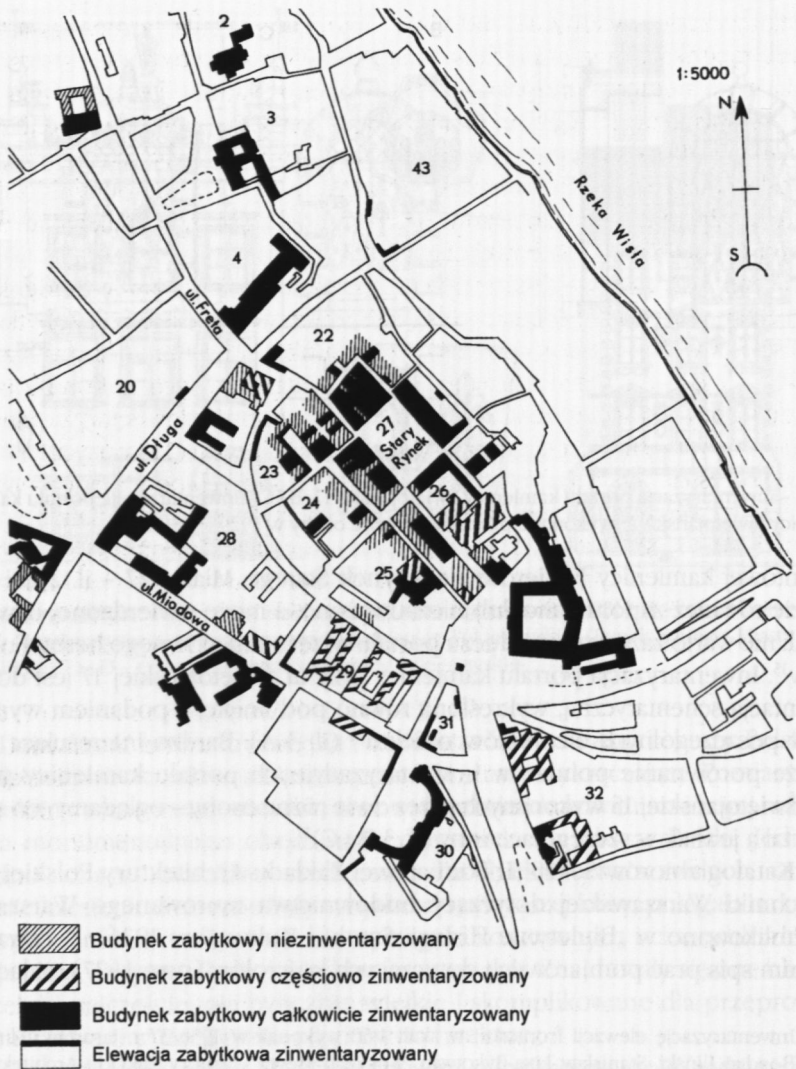 2
1:5000
N
3
43
Rzeka Wisła
S
4
ul. Freta
22
20
27
Stary
Rynek
ul. Długa
23
26
24
28
25
ul. Miodowa
29
31
32
30
Budynek zabytkowy niezinwentaryzowany
Budynek zabytkowy częściowo zinwentaryzowany
Budynek zabytkowy całkowicie zinwentaryzowany
Elewacja zabytkowa zinwentaryzowany